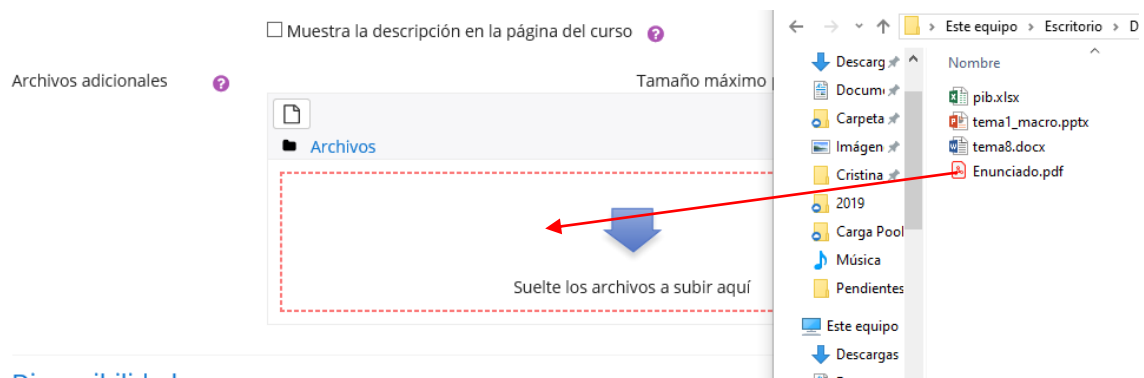 Muestra la descripción en la página del curso
Archivos adicionales
Tamaño máximo
Archivos
Suelte los archivos a subir aquí
Este equipo > Escritorio > D
Nombre
pib.xlsx
tema1_macro.pptx
tema8.docx
Enunciado.pdf
Descarg
Docum
Carpeta
Imágen
Cristina
2019
Carga Pool
Música
Pendientes
Este equipo
Descargas